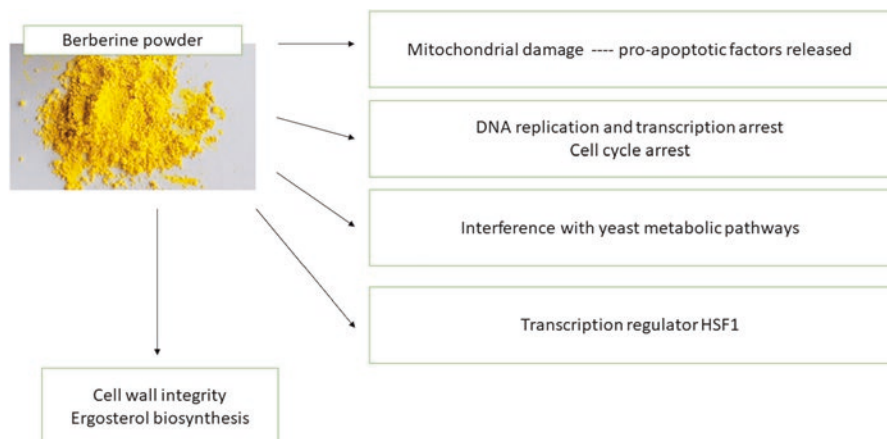 Berberine powder
Mitochondrial damage ---- pro-apoptotic factors released
DNA replication and transcription arrest
Cell cycle arrest
Interference with yeast metabolic pathways
Transcription regulator HSF1
Cell wall integrity
Ergosterol biosynthesis